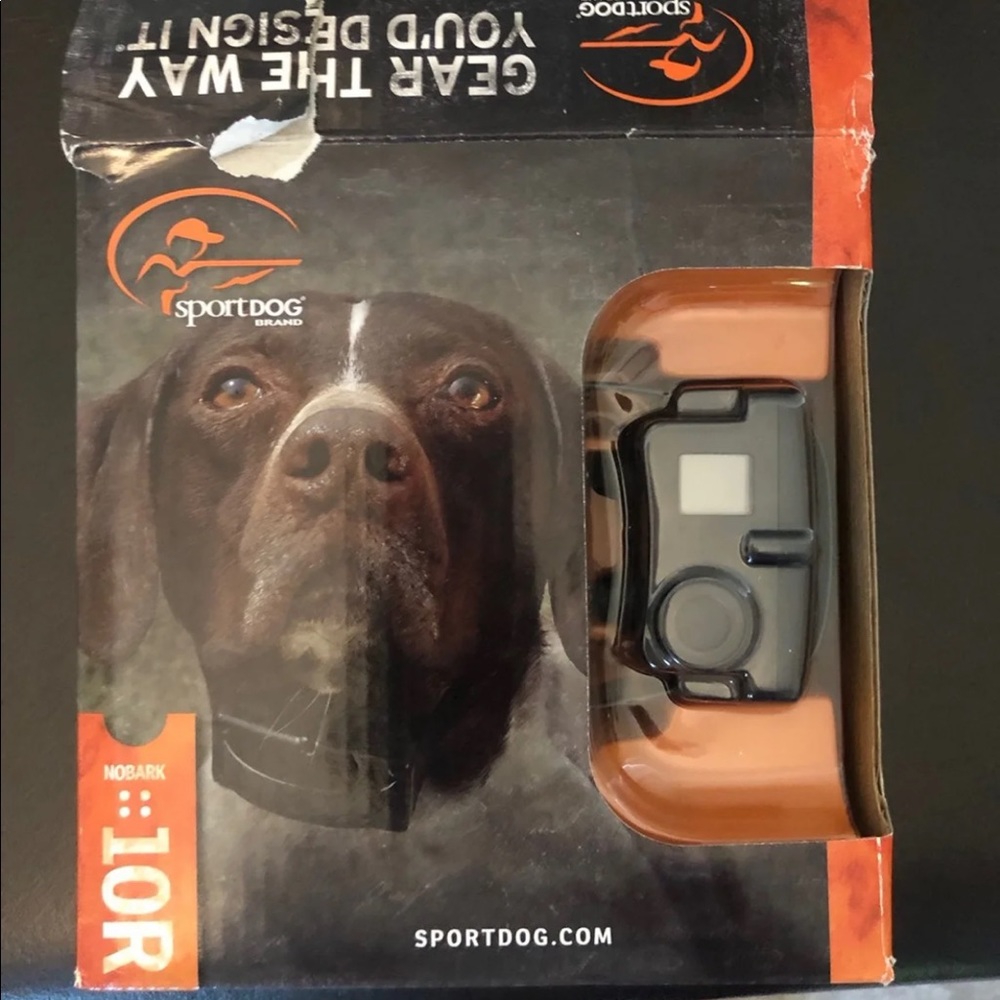 GEAR THE WAY
YOU'D DESIGN IT.
SPORTDOG
SPORTDOG®
BRAND
NOBARK
10R
SPORTDOG.COM